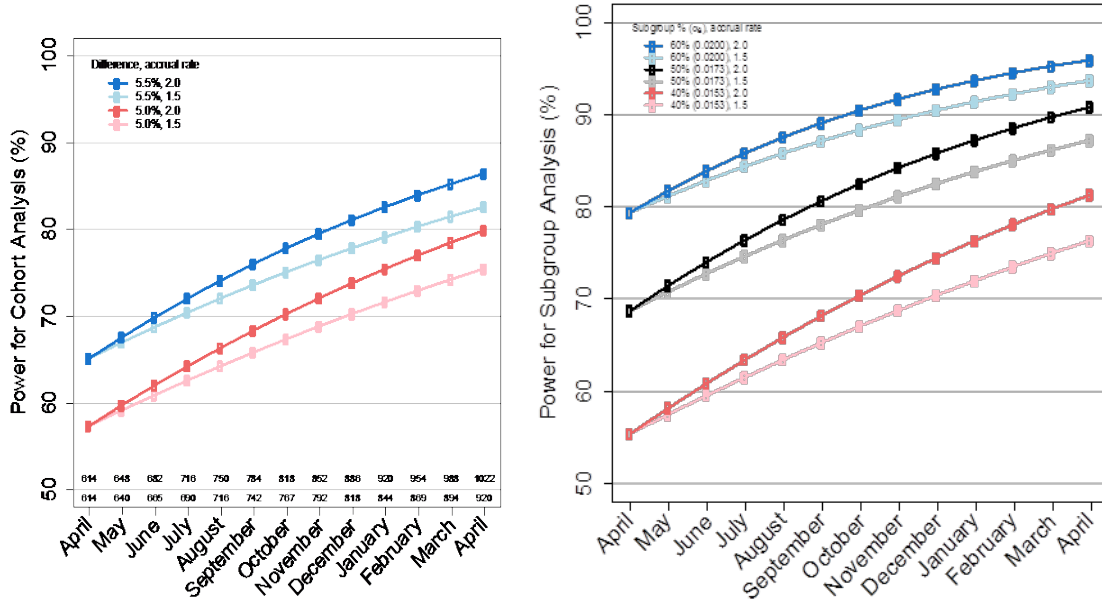 Difference, accrual rate
5.5%, 2.0
5.5%, 1.5
5.0%, 2.0
5.0%, 1.5
Power for Cohort Analysis (%)
100
90
80
70
60
50
614 648 682 716 750 784 818 852 886 920 954 988 1022
614 640 665 690 716 742 767 792 818 844 869 894 920
April May June July August September October November December January February March April
Subgroup % (α), accrual rate
60% (0.0200), 2.0
60% (0.0200), 1.5
50% (0.0173), 2.0
50% (0.0173), 1.5
40% (0.0153), 2.0
40% (0.0153), 1.5
Power for Subgroup Analysis (%)
100
90
80
70
60
50
April May June July August September October November December January February March April